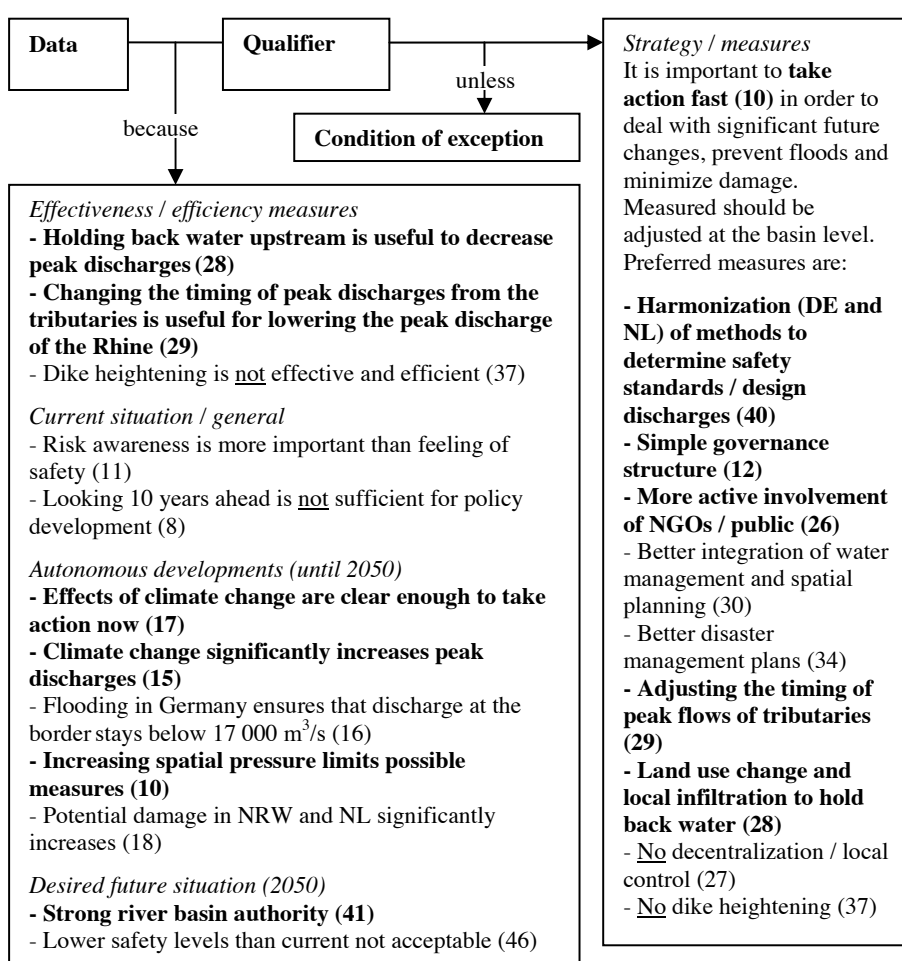 Data
Qualifier
unless
because
Condition of exception
Effectiveness / efficiency measures
- Holding back water upstream is useful to decrease
peak discharges (28)
- Changing the timing of peak discharges from the
tributaries is useful for lowering the peak discharge
of the Rhine (29)
- Dike heightening is not effective and efficient (37)
Current situation / general
- Risk awareness is more important than feeling of
safety (11)
- Looking 10 years ahead is not sufficient for policy
development (8)
Autonomous developments (until 2050)
- Effects of climate change are clear enough to take
action now (17)
- Climate change significantly increases peak
discharges (15)
- Flooding in Germany ensures that discharge at the
border stays below 17 000 m³/s (16)
- Increasing spatial pressure limits possible
measures (10)
- Potential damage in NRW and NL significantly
increases (18)
Desired future situation (2050)
- Strong river basin authority (41)
- Lower safety levels than current not acceptable (46)
Strategy / measures
It is important to take
action fast (10) in order to
deal with significant future
changes, prevent floods and
minimize damage.
Measured should be
adjusted at the basin level.
Preferred measures are:
- Harmonization (DE and
NL) of methods to
determine safety
standards / design
discharges (40)
- Simple governance
structure (12)
- More active involvement
of NGOs / public (26)
- Better integration of water
management and spatial
planning (30)
- Better disaster
management plans (34)
- Adjusting the timing of
peak flows of tributaries
(29)
- Land use change and
local infiltration to hold
back water (28)
- No decentralization / local
control (27)
- No dike heightening (37)